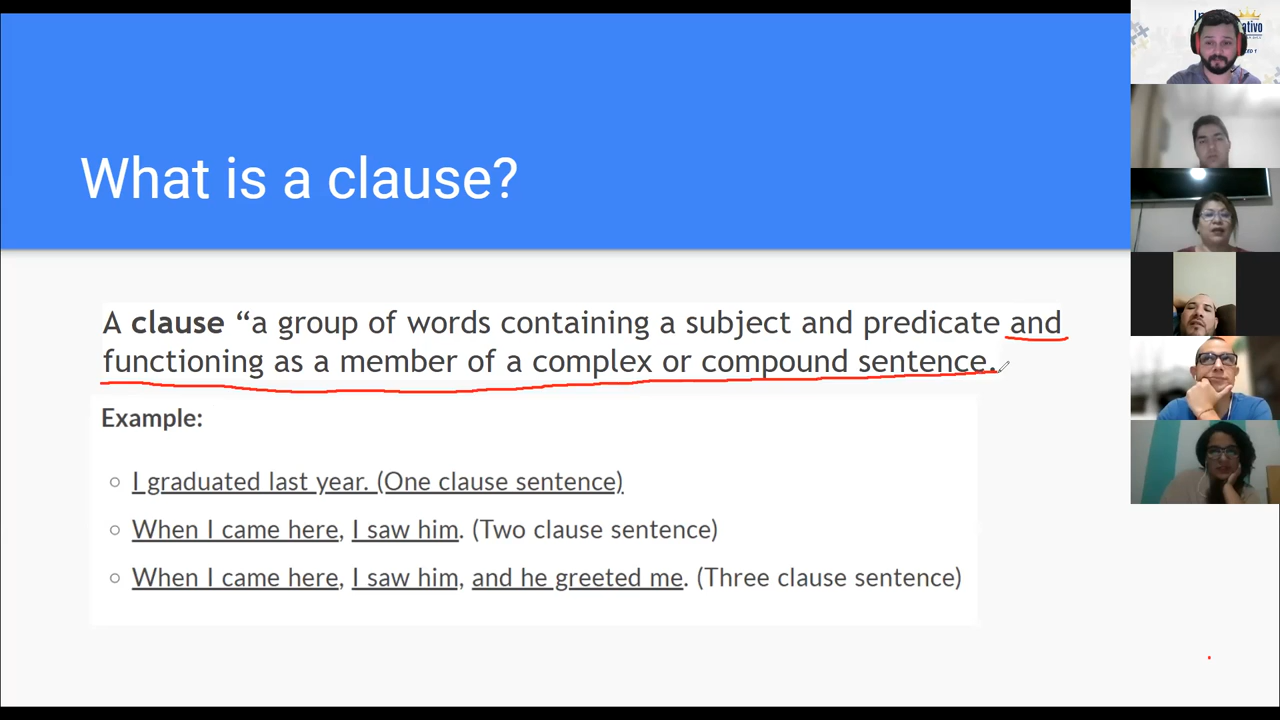 What is a clause?
A clause “a group of words containing a subject and predicate and
functioning as a member of a complex or compound sentence.
Example:
I graduated last year. (One clause sentence)
When I came here, I saw him. (Two clause sentence)
When I came here, I saw him, and he greeted me. (Three clause sentence)